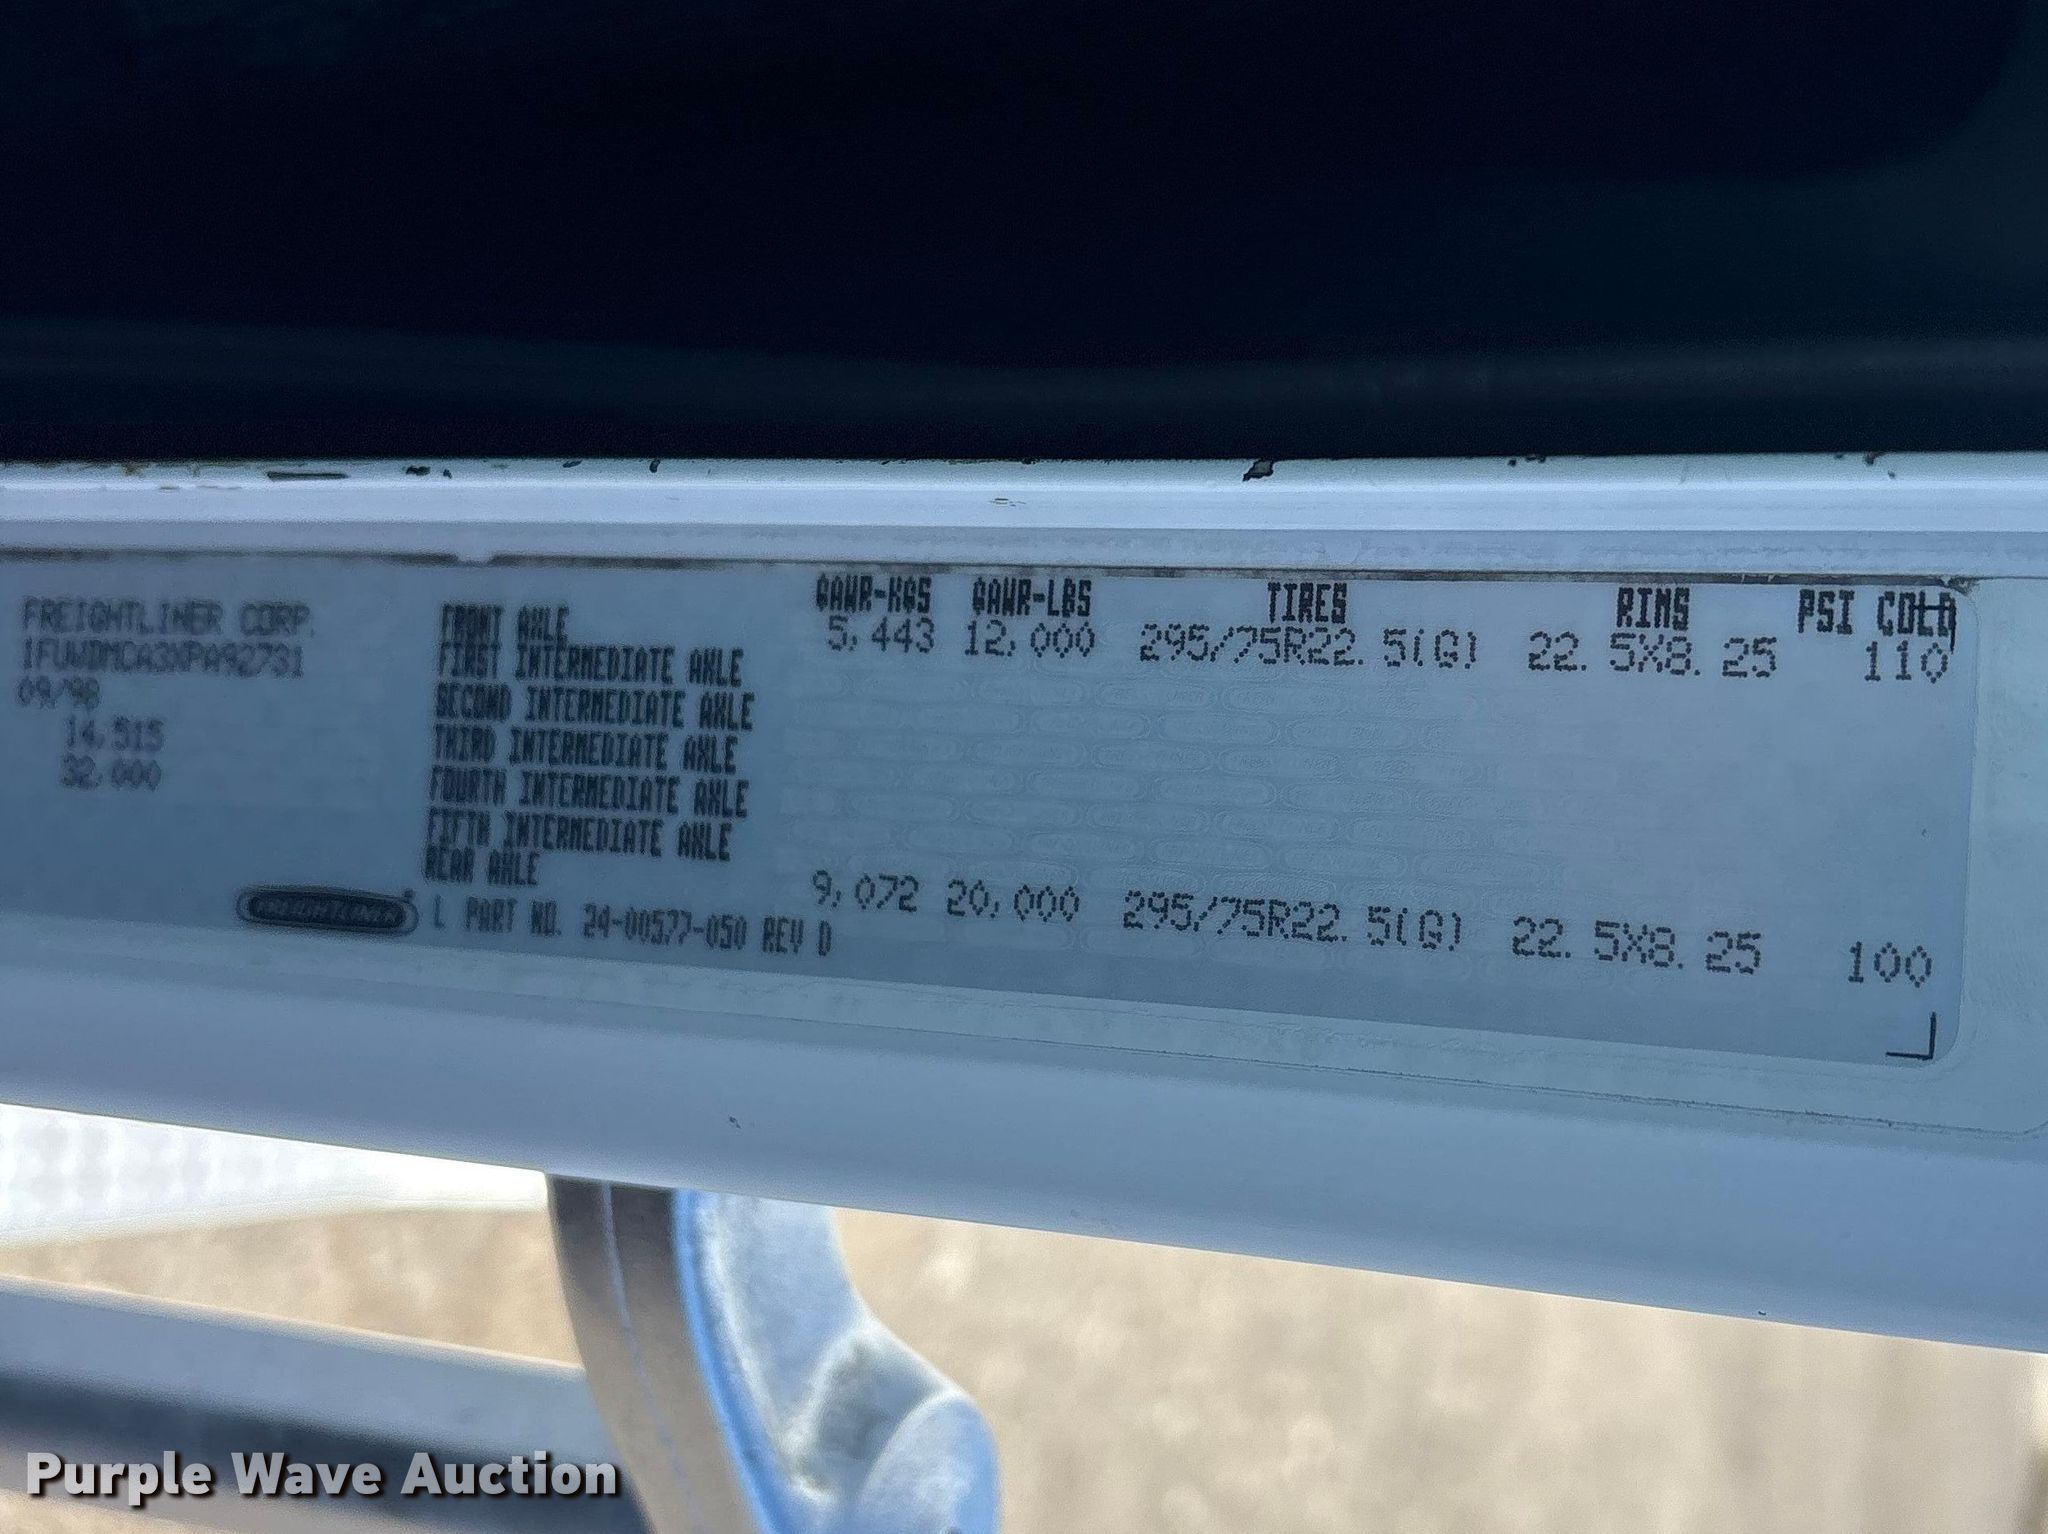 FREIGHTLINER CORP.
1FUWDMCA3XPA92731
09/98
14,515
32,000
GAWR-KGS GAWR-LBS TIRES RIMS PSI COLD
FRONT AXLE 5,443 12,000 295/75R22.5(G) 22.5X8.25 110
FIRST INTERMEDIATE AXLE
SECOND INTERMEDIATE AXLE
THIRD INTERMEDIATE AXLE
FOURTH INTERMEDIATE AXLE
FIFTH INTERMEDIATE AXLE
REAR AXLE 9,072 20,000 295/75R22.5(G) 22.5X8.25 100
FREIGHTLINER
L PART NO. 24-00577-050 REV D
Purple Wave Auction